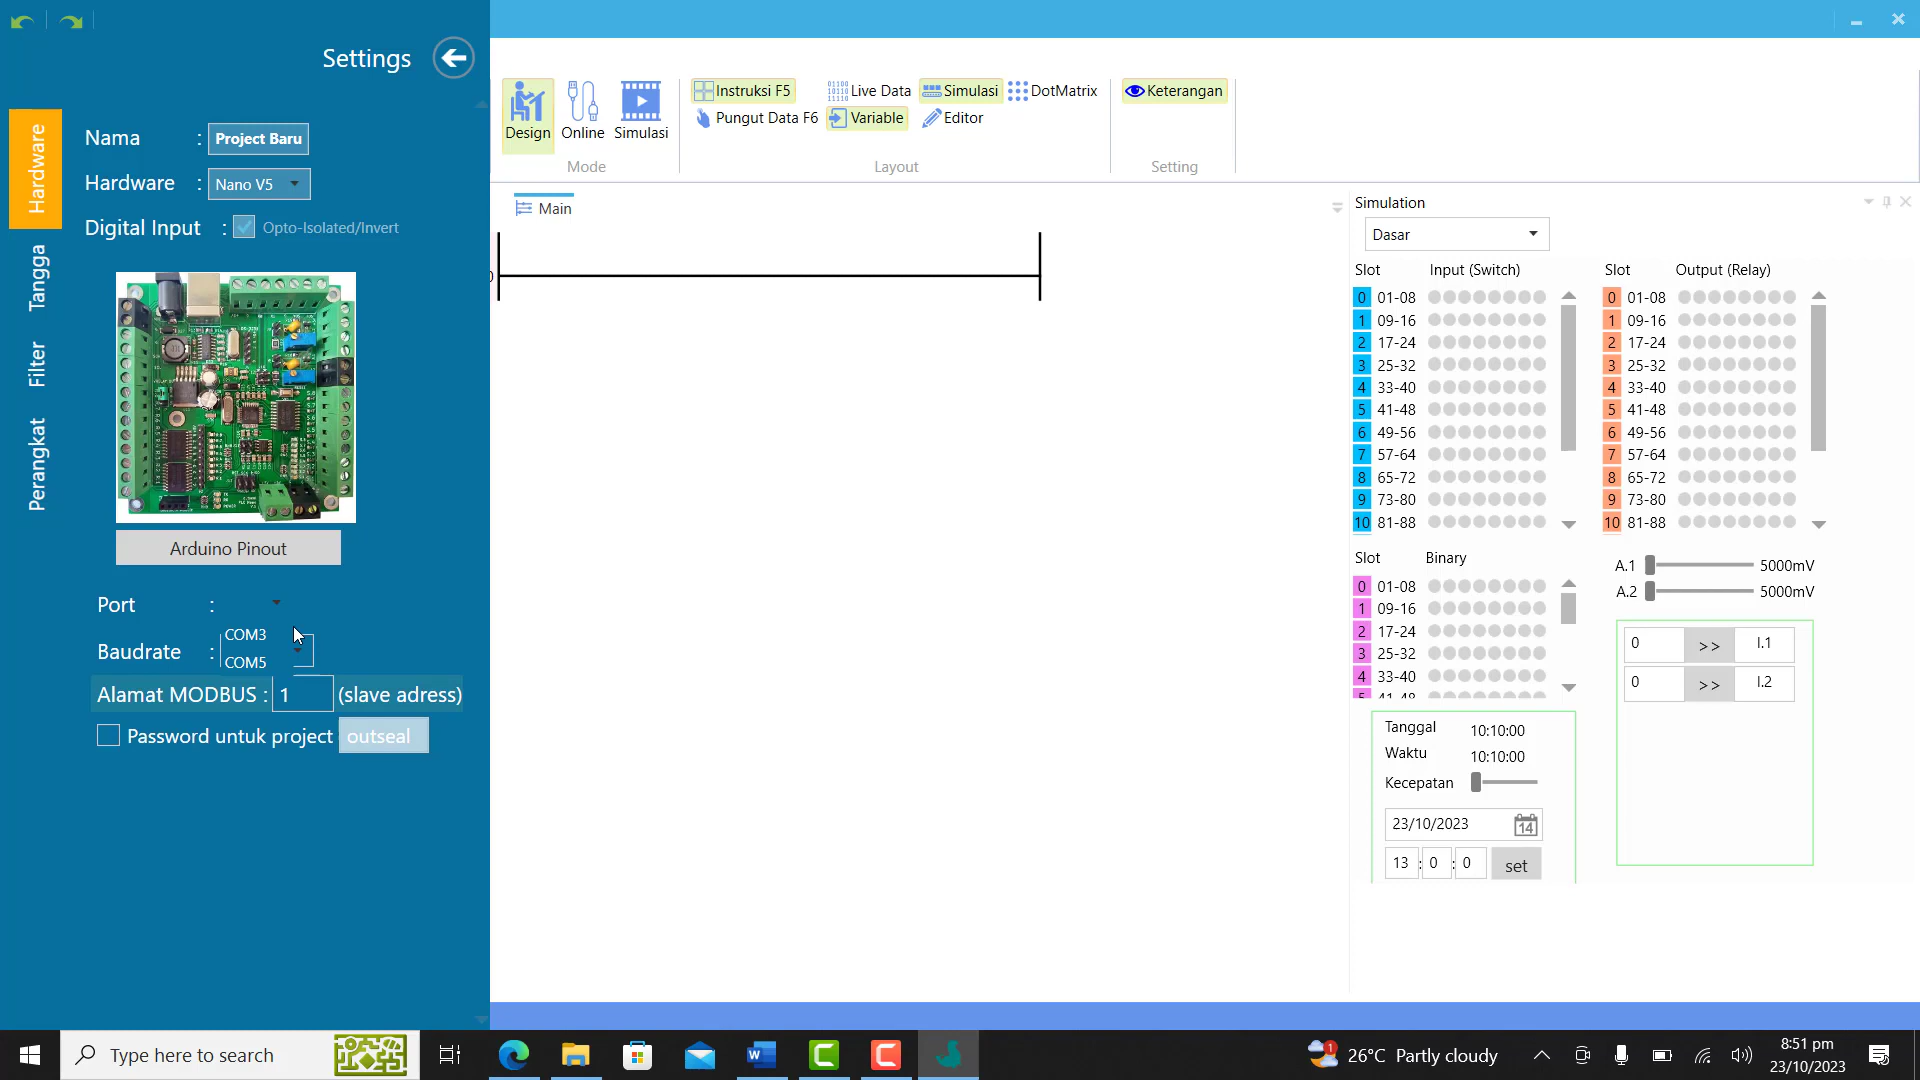 Settings
Hardware
Tangga
Filter
Perangkat
Nama : Project Baru
Hardware : Nano V5
Digital Input : Opto-Isolated/Invert
Arduino Pinout
Port :
COM3
Baudrate :
COM5
Alamat MODBUS : 1 (slave adress)
Password untuk project outseal
Design
Online
Simulasi
Mode
Instruksi F5
Pungut Data F6
Live Data
Variable
Simulasi
Editor
DotMatrix
Layout
Keterangan
Setting
Main
0
Simulation
Dasar
Slot Input (Switch)
0 01-08
1 09-16
2 17-24
3 25-32
4 33-40
5 41-48
6 49-56
7 57-64
8 65-72
9 73-80
10 81-88
Slot Output (Relay)
0 01-08
1 09-16
2 17-24
3 25-32
4 33-40
5 41-48
6 49-56
7 57-64
8 65-72
9 73-80
10 81-88
Slot Binary
0 01-08
1 09-16
2 17-24
3 25-32
4 33-40
5 41-48
A.1 5000mV
A.2 5000mV
0 >> I.1
0 >> I.2
Tanggal 10:10:00
Waktu 10:10:00
Kecepatan
23/10/2023 14
13 : 0 : 0 set
Type here to search
1
26°C Partly cloudy
8:51 pm
23/10/2023